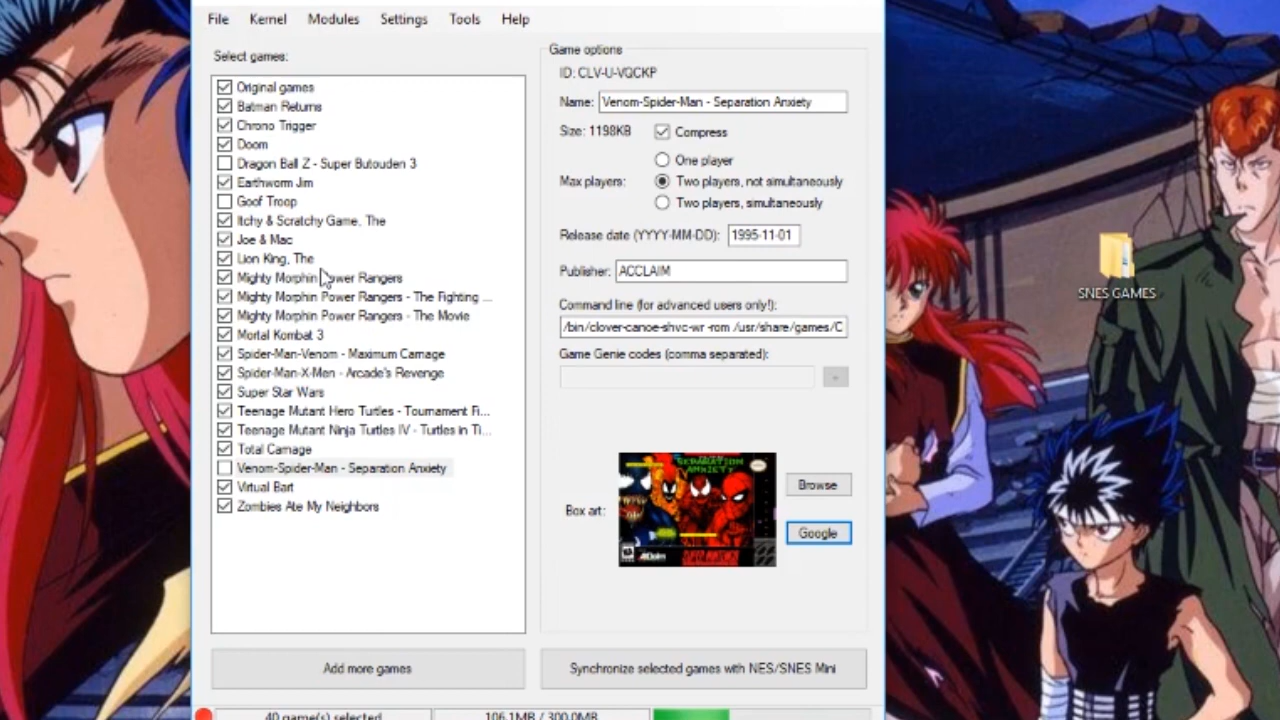 File Kernel Modules Settings Tools Help
Select games:
Original games
Batman Returns
Chrono Trigger
Doom
Dragon Ball Z - Super Butouden 3
Earthworm Jim
Goof Troop
Itchy & Scratchy Game, The
Joe & Mac
Lion King, The
Mighty Morphin Power Rangers
Mighty Morphin Power Rangers - The Fighting ...
Mighty Morphin Power Rangers - The Movie
Mortal Kombat 3
Spider-Man-Venom - Maximum Carnage
Spider-Man-X-Men - Arcade's Revenge
Super Star Wars
Teenage Mutant Hero Turtles - Tournament Fi...
Teenage Mutant Ninja Turtles IV - Turtles in Ti...
Total Carnage
Venom-Spider-Man - Separation Anxiety
Virtual Bart
Zombies Ate My Neighbors
Add more games
Game options
ID: CLV-U-VQCKP
Name: Venom-Spider-Man - Separation Anxiety
Size: 1198KB Compress
One player
Max players: Two players, not simultaneously
Two players, simultaneously
Release date (YYYY-MM-DD): 1995-11-01
Publisher: ACCLAIM
Command line (for advanced users only!):
/bin/clover-canoe-shvc-wr -rom /usr/share/games/C
Game Genie codes (comma separated):
+
SEPARATION
ANXIETY
Box art:
Browse
Google
Synchronize selected games with NES/SNES Mini
40 game(s) selected 106.1MB / 300.0MB
SNES GAMES